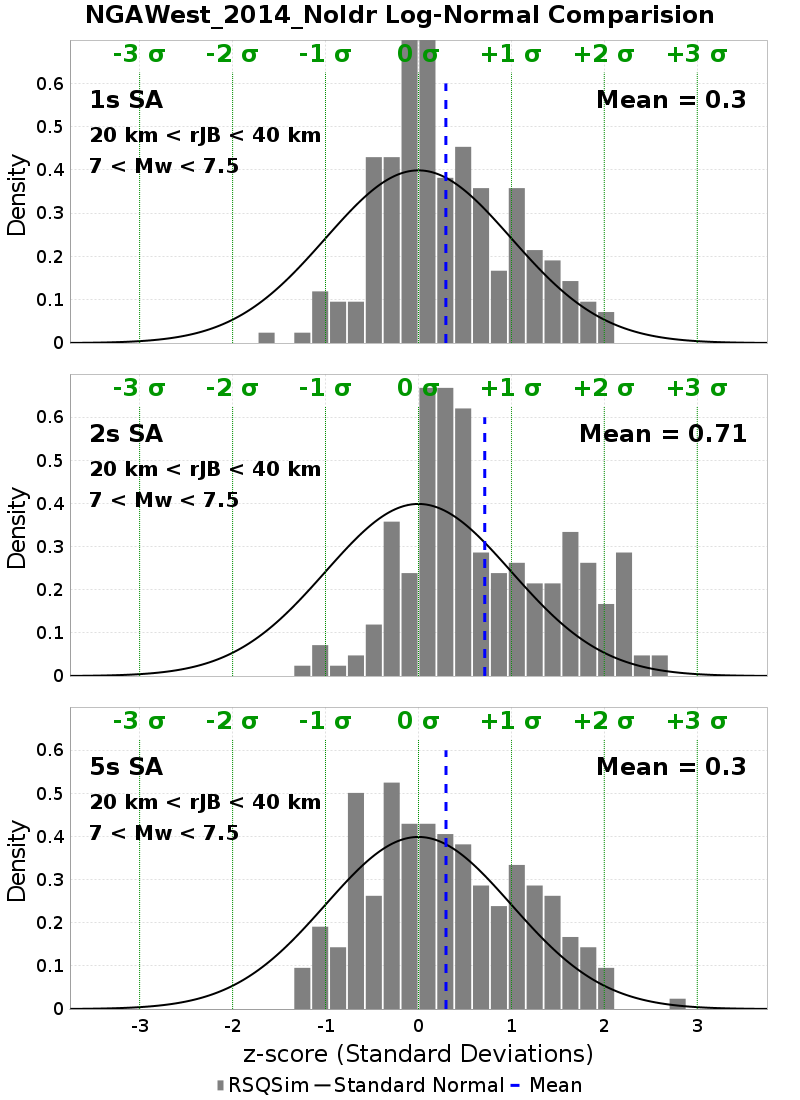 NGAWest_2014_NoIdr Log-Normal Comparision
-3 σ -2 σ -1 σ 0 σ +1 σ +2 σ +3 σ
0.6
1s SA Mean = 0.3
0.5
20 km < rJB < 40 km
7 < Mw < 7.5
0.4
0.3
0.2
0.1
0
Density
-3 σ -2 σ -1 σ 0 σ +1 σ +2 σ +3 σ
0.6
2s SA Mean = 0.71
0.5
20 km < rJB < 40 km
7 < Mw < 7.5
0.4
0.3
0.2
0.1
0
Density
-3 σ -2 σ -1 σ 0 σ +1 σ +2 σ +3 σ
0.6
5s SA Mean = 0.3
0.5
20 km < rJB < 40 km
7 < Mw < 7.5
0.4
0.3
0.2
0.1
0
Density
-3 -2 -1 0 1 2 3
z-score (Standard Deviations)
RSQSim Standard Normal Mean